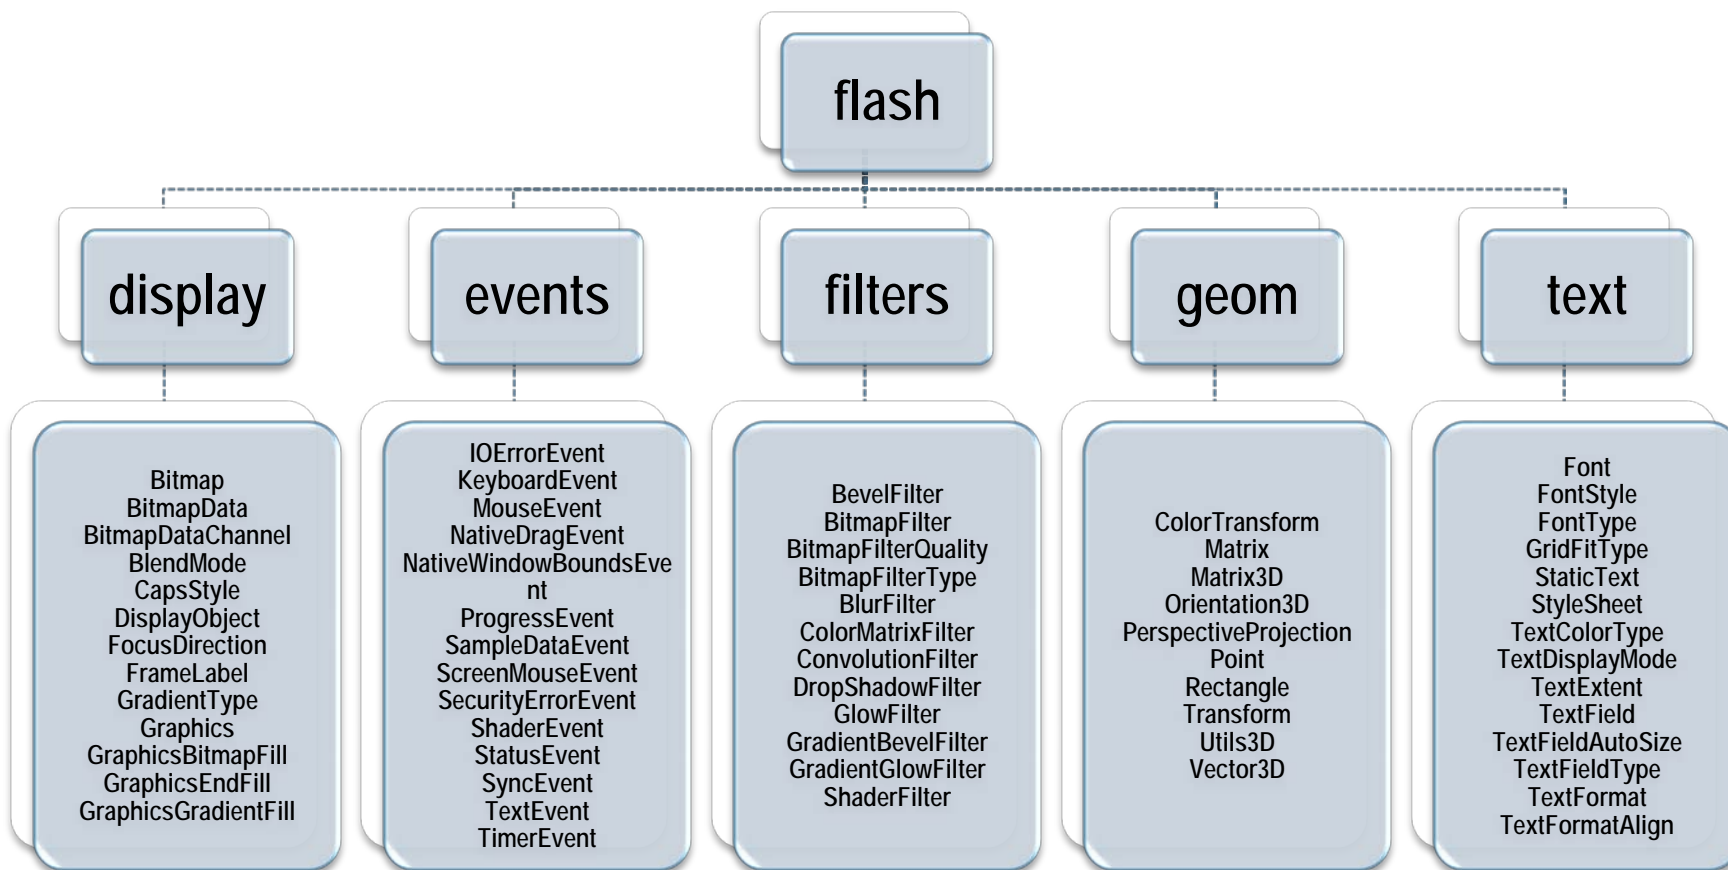 flash
display
events
filters
geom
text
Bitmap
BitmapData
BitmapDataChannel
BlendMode
CapsStyle
DisplayObject
FocusDirection
FrameLabel
GradientType
Graphics
GraphicsBitmapFill
GraphicsEndFill
GraphicsGradientFill
IOErrorEvent
KeyboardEvent
MouseEvent
NativeDragEvent
NativeWindowBoundsEve
nt
ProgressEvent
SampleDataEvent
ScreenMouseEvent
SecurityErrorEvent
ShaderEvent
StatusEvent
SyncEvent
TextEvent
TimerEvent
BevelFilter
BitmapFilter
BitmapFilterQuality
BitmapFilterType
BlurFilter
ColorMatrixFilter
ConvolutionFilter
DropShadowFilter
GlowFilter
GradientBevelFilter
GradientGlowFilter
ShaderFilter
ColorTransform
Matrix
Matrix3D
Orientation3D
PerspectiveProjection
Point
Rectangle
Transform
Utils3D
Vector3D
Font
FontStyle
FontType
GridFitType
StaticText
StyleSheet
TextColorType
TextDisplayMode
TextExtent
TextField
TextFieldAutoSize
TextFieldType
TextFormat
TextFormatAlign